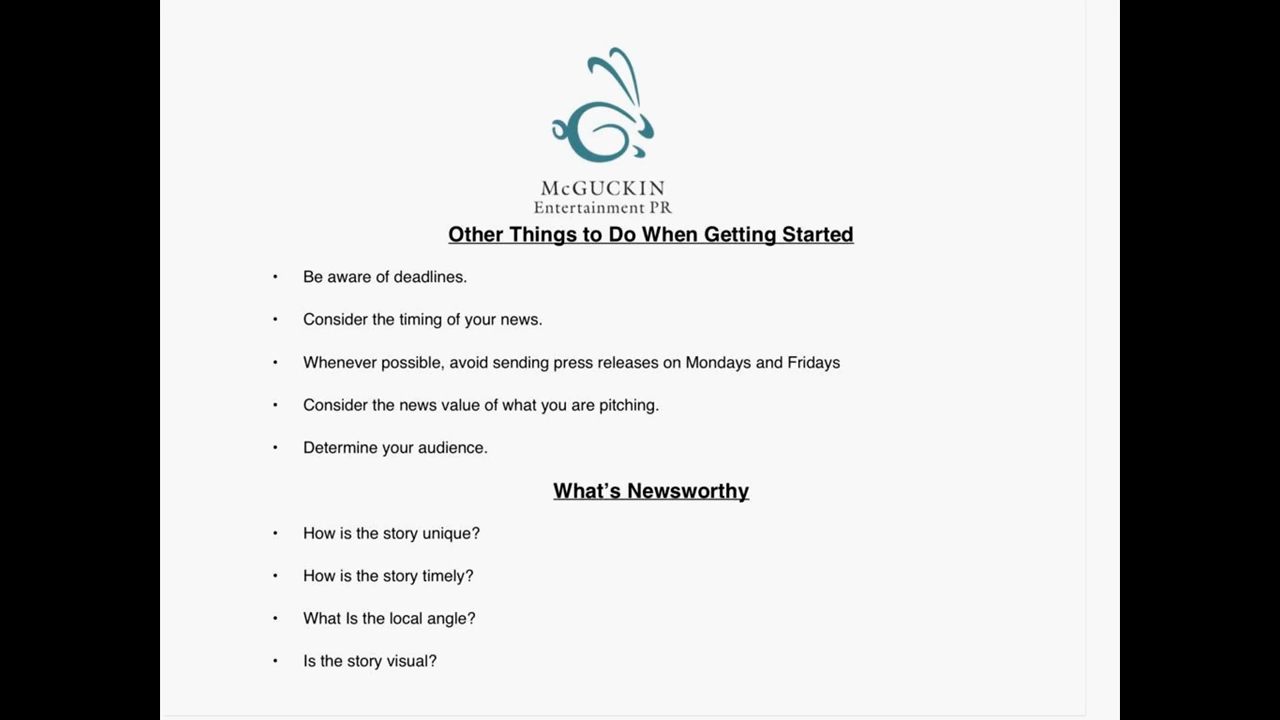 McGUCKIN
Entertainment PR
Other Things to Do When Getting Started
• Be aware of deadlines.
• Consider the timing of your news.
• Whenever possible, avoid sending press releases on Mondays and Fridays
• Consider the news value of what you are pitching.
• Determine your audience.
What’s Newsworthy
• How is the story unique?
• How is the story timely?
• What Is the local angle?
• Is the story visual?